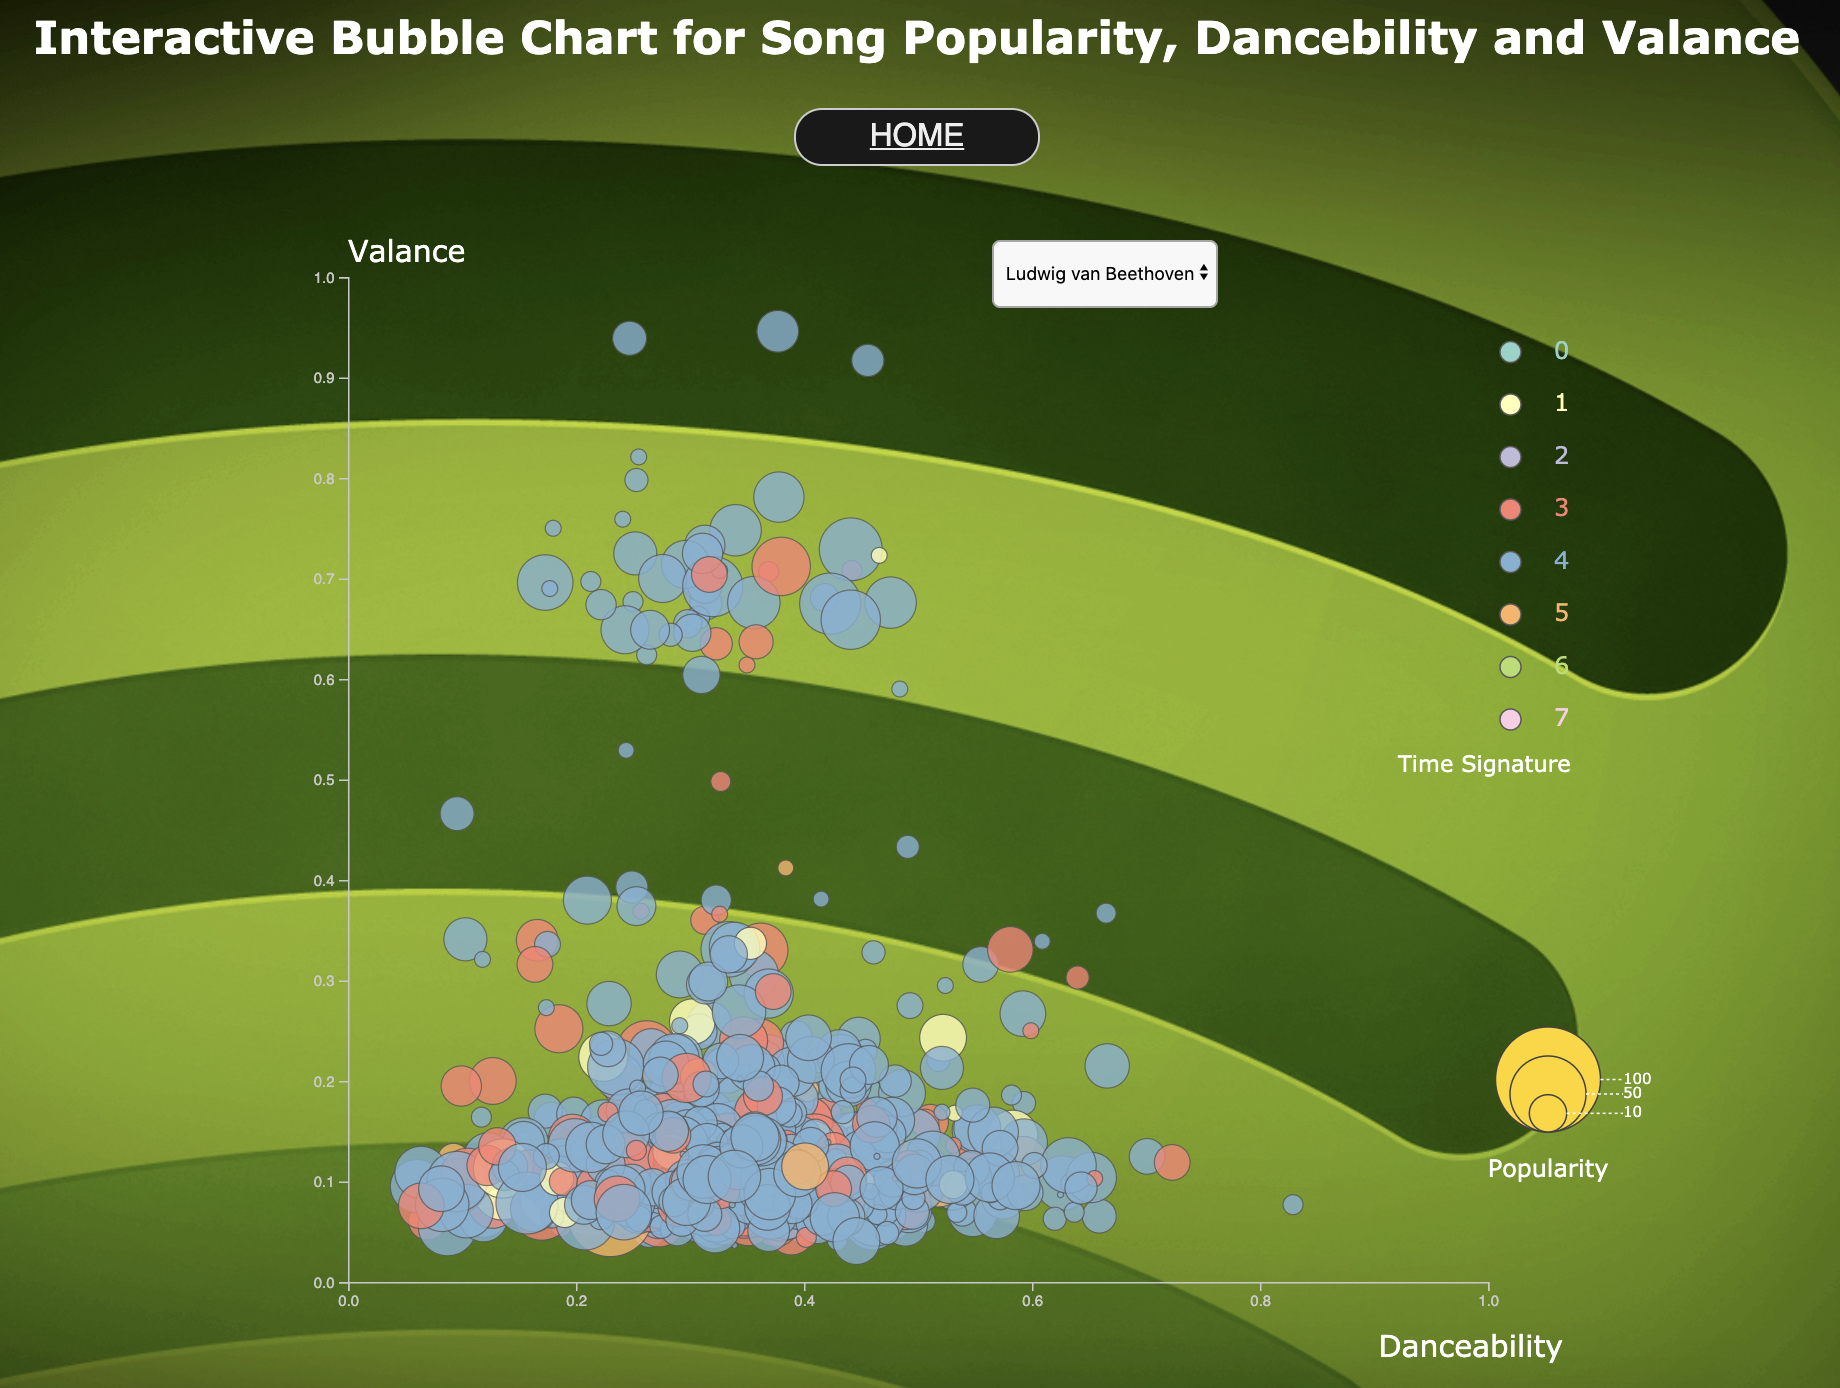 Interactive Bubble Chart for Song Popularity, Dancebility and Valance
HOME
Valance
Ludwig van Beethoven
1.0
0.9
0.8
0.7
0.6
0.5
0.4
0.3
0.2
0.1
0.0
0.0 0.2 0.4 0.6 0.8 1.0
Danceability
0
1
2
3
4
5
6
7
Time Signature
100
50
10
Popularity